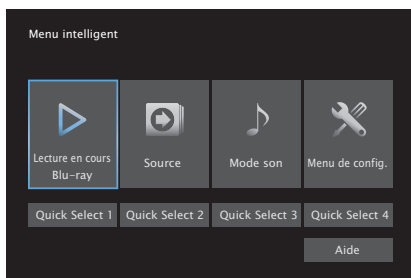 Menu intelligent
Lecture en cours
Blu-ray
Source
Mode son
Menu de config.
Quick Select 1
Quick Select 2
Quick Select 3
Quick Select 4
Aide